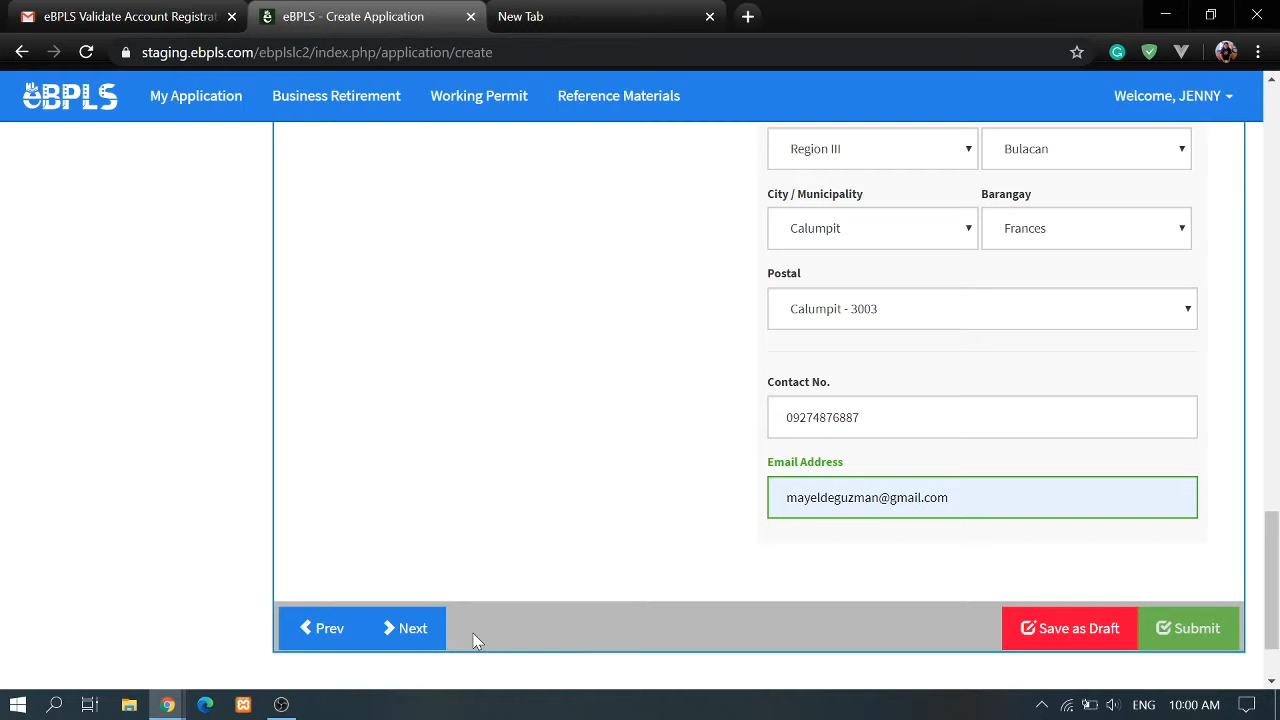 eBPLS Validate Account Registrat
eBPLS - Create Application
New Tab
staging.ebpls.com/ebplslc2/index.php/application/create
eBPLS
My Application
Business Retirement
Working Permit
Reference Materials
Welcome, JENNY
Region III
Bulacan
City / Municipality
Barangay
Calumpit
Frances
Postal
Calumpit - 3003
Contact No.
09274876887
Email Address
mayeldeguzman@gmail.com
Prev
Next
Save as Draft
Submit
ENG
10:00 AM